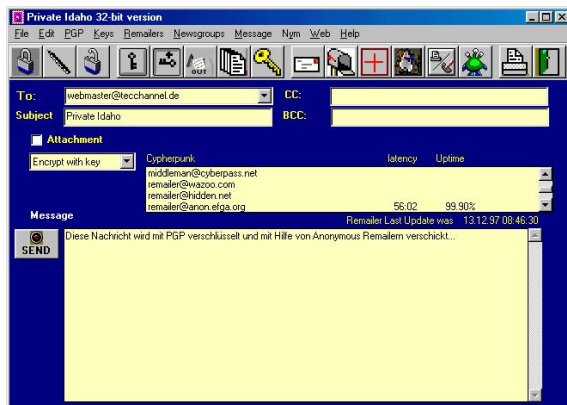 Private Idaho 32-bit version
File Edit PGP Keys Remailers Newsgroups Message Nym Web Help
OUT
To: webmaster@tecchannel.de CC:
Subject Private Idaho BCC:
Attachment
Encrypt with key Cypherpunk latency Uptime
middleman@cyberpass.net
remailer@wazoo.com
remailer@hidden.net
remailer@anon.efga.org 56:02 99.90%
Message Remailer Last Update was 13.12.97 08:46:30
SEND Diese Nachricht wird mit PGP verschlüsselt und mit Hilfe von Anonymous Remailern verschickt...